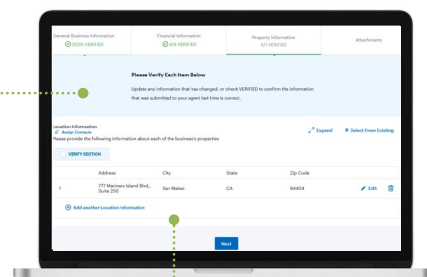 General Business Information
20/20 VERIFIED
Financial Information
4/4 VERIFIED
Property Information
0/1 VERIFIED
Attachments
Please Verify Each Item Below
Update any information that has changed, or check VERIFIED to confirm the information
that was submitted to your agent last time is correct.
Location Information
Assign Contacts
Expand
Select From Existing
Please provide the following information about each of the business's properties
VERIFY SECTION
Address City State Zip Code
1 777 Mariners Island Blvd., Suite 250 San Mateo CA 94404 Edit
Add another Location Information
Next